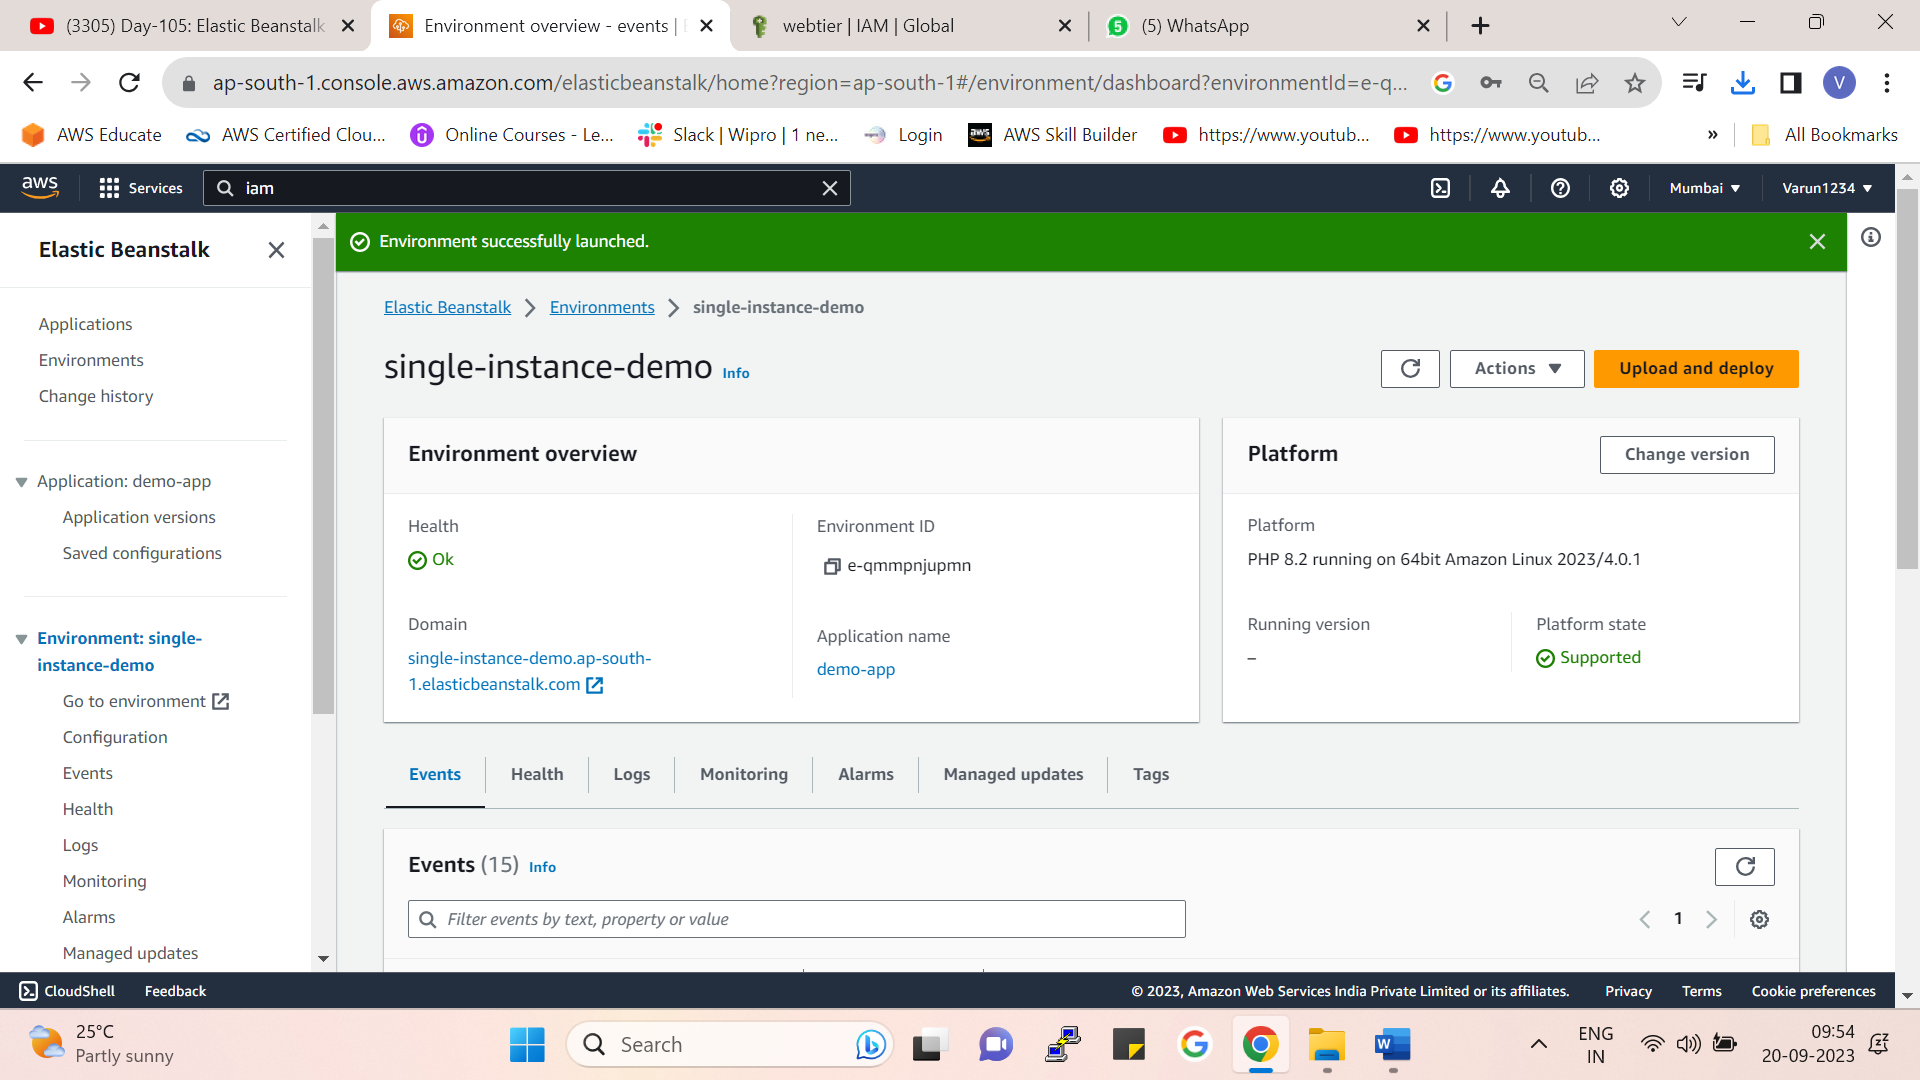 (3305) Day-105: Elastic Beanstalk
Environment overview - events |
webtier | IAM | Global
(5) WhatsApp
ap-south-1.console.aws.amazon.com/elasticbeanstalk/home?region=ap-south-1#/environment/dashboard?environmentId=e-q...
V
AWS Educate
AWS Certified Clou...
Online Courses - Le...
Slack | Wipro | 1 ne...
Login
AWS Skill Builder
https://www.youtub...
https://www.youtub...
»
All Bookmarks
aws
Services
iam
Mumbai
Varun1234
Elastic Beanstalk
Applications
Environments
Change history
Application: demo-app
Application versions
Saved configurations
Environment: single-
instance-demo
Go to environment
Configuration
Events
Health
Logs
Monitoring
Alarms
Managed updates
Environment successfully launched.
Elastic Beanstalk
Environments
single-instance-demo
single-instance-demo Info
Actions
Upload and deploy
Environment overview
Health
Ok
Domain
single-instance-demo.ap-south-
1.elasticbeanstalk.com
Environment ID
e-qmmpnjupmn
Application name
demo-app
Platform
Change version
Platform
PHP 8.2 running on 64bit Amazon Linux 2023/4.0.1
Running version
–
Platform state
Supported
Events
Health
Logs
Monitoring
Alarms
Managed updates
Tags
Events (15) Info
Filter events by text, property or value
1
CloudShell
Feedback
© 2023, Amazon Web Services India Private Limited or its affiliates.
Privacy
Terms
Cookie preferences
25°C
Partly sunny
Search
ENG
IN
09:54
20-09-2023